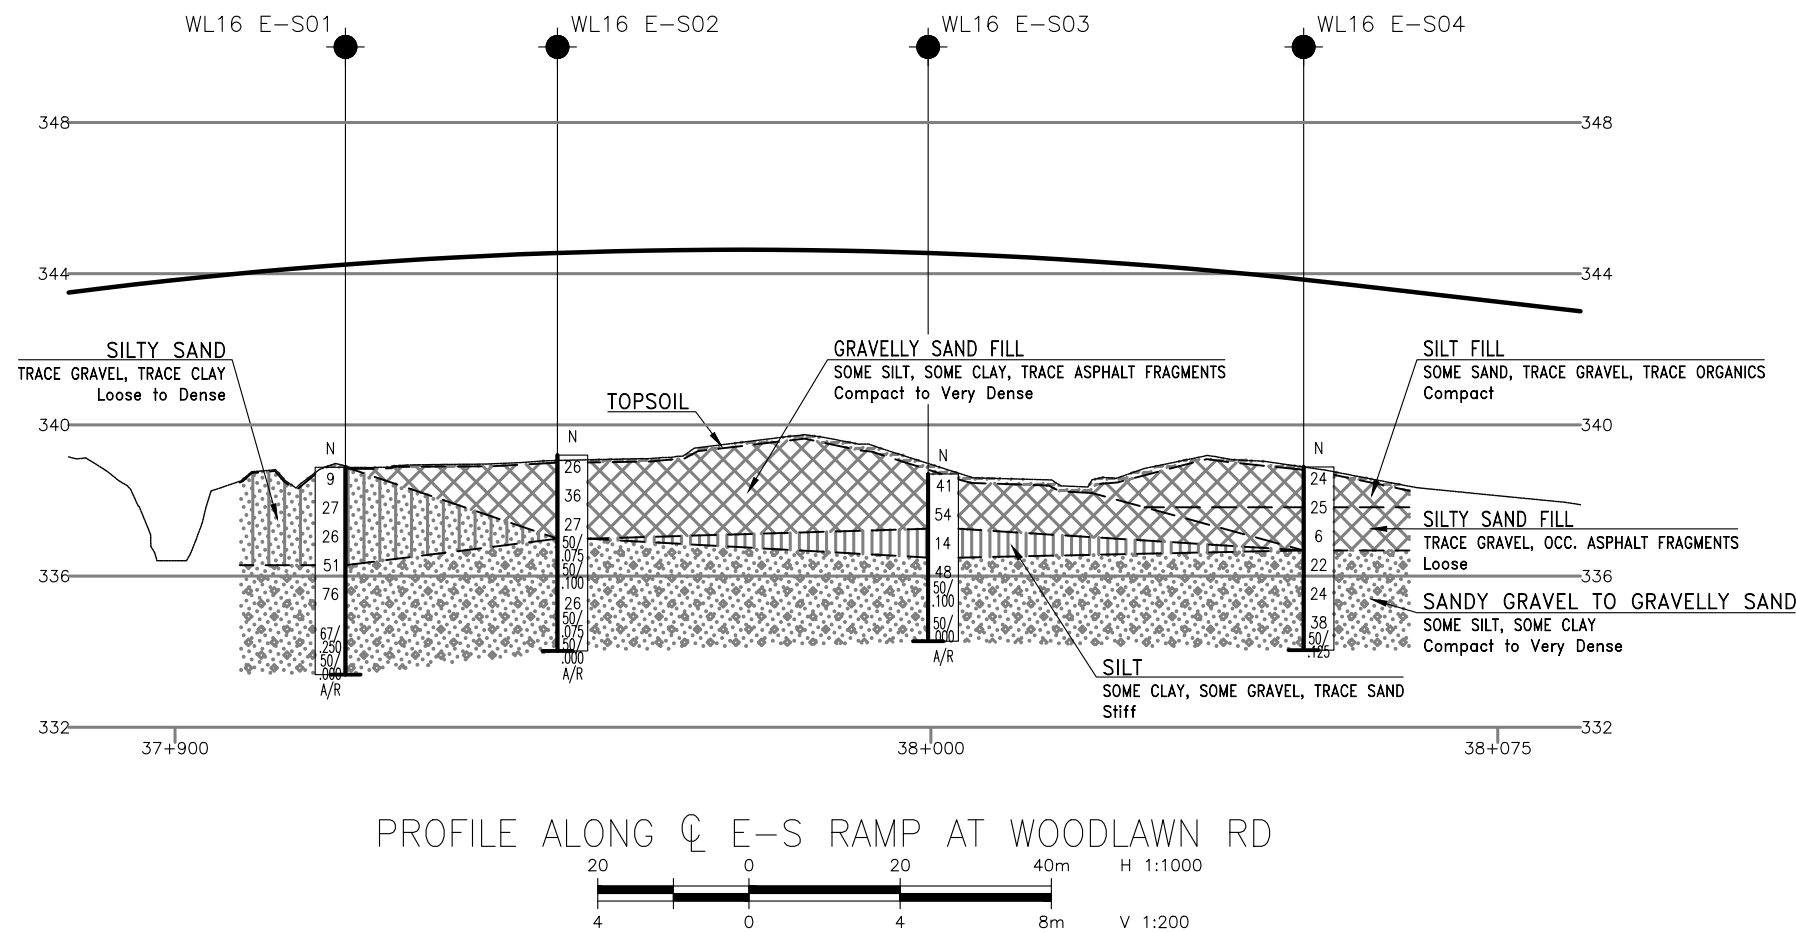 WL16 E-S01
WL16 E-S02
WL16 E-S03
WL16 E-S04
348
348
344
344
SILTY SAND
TRACE GRAVEL, TRACE CLAY
Loose to Dense
GRAVELLY SAND FILL
SOME SILT, SOME CLAY, TRACE ASPHALT FRAGMENTS
Compact to Very Dense
SILT FILL
SOME SAND, TRACE GRAVEL, TRACE ORGANICS
Compact
TOPSOIL
340
340
N
9
27
26
51
76
67/
.250
50/
.000
A/R
N
26
36
27
50/
.075
50/
.100
26
50/
.075
50/
.000
A/R
N
41
54
14
48
50/
.100
50/
.000
A/R
N
24
25
6
22
24
38
50/
.125
SILTY SAND FILL
TRACE GRAVEL, OCC. ASPHALT FRAGMENTS
Loose
336
336
SANDY GRAVEL TO GRAVELLY SAND
SOME SILT, SOME CLAY
Compact to Very Dense
SILT
SOME CLAY, SOME GRAVEL, TRACE SAND
Stiff
332
332
37+900
38+000
38+075
PROFILE ALONG ℄ E-S RAMP AT WOODLAWN RD
20 0 20 40m H 1:1000
4 0 4 8m V 1:200